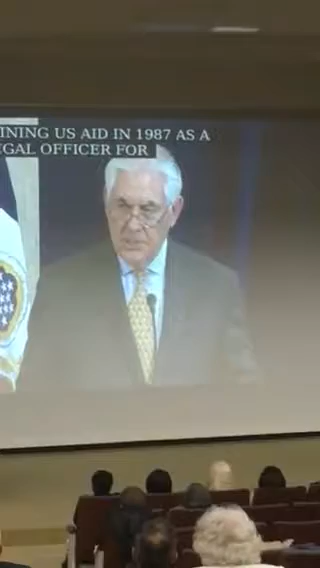 INING US AID IN 1987 AS A
EGAL OFFICER FOR